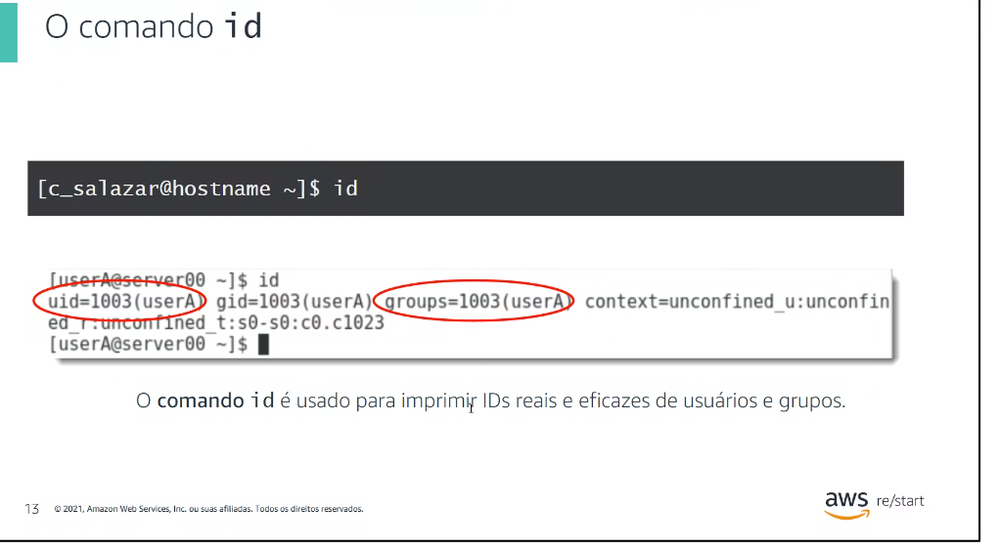 O comando id
[c_salazar@hostname ~]$ id
[userA@server00 ~]$ id
uid=1003(userA) gid=1003(userA) groups=1003(userA) context=unconfined_u:unconfin
ed_r:unconfined_t:s0-s0:c0.c1023
[userA@server00 ~]$
O comando id é usado para imprimir IDs reais e eficazes de usuários e grupos.
13 © 2021, Amazon Web Services, Inc. ou suas afiliadas. Todos os direitos reservados.
aws re/start